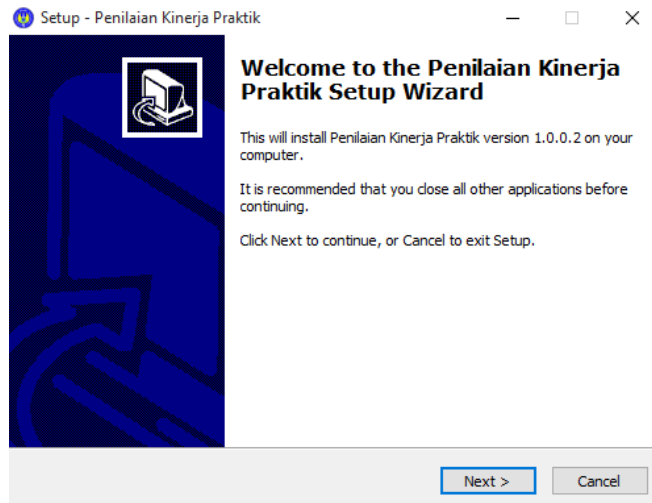 Setup - Penilaian Kinerja Praktik
Welcome to the Penilaian Kinerja
Praktik Setup Wizard
This will install Penilaian Kinerja Praktik version 1.0.0.2 on your
computer.
It is recommended that you close all other applications before
continuing.
Click Next to continue, or Cancel to exit Setup.
Next >
Cancel